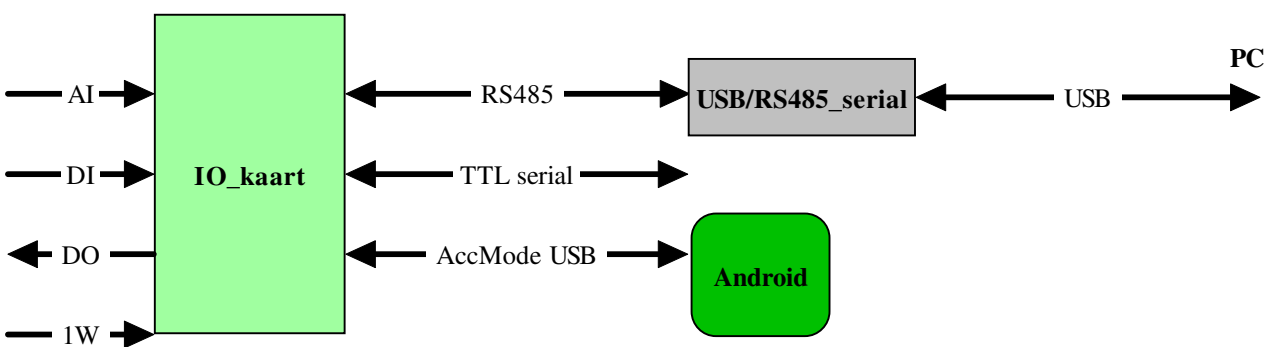 PC
AI
RS485
USB/RS485_serial
USB
DI
IO_kaart
TTL serial
DO
AccMode USB
Android
1W